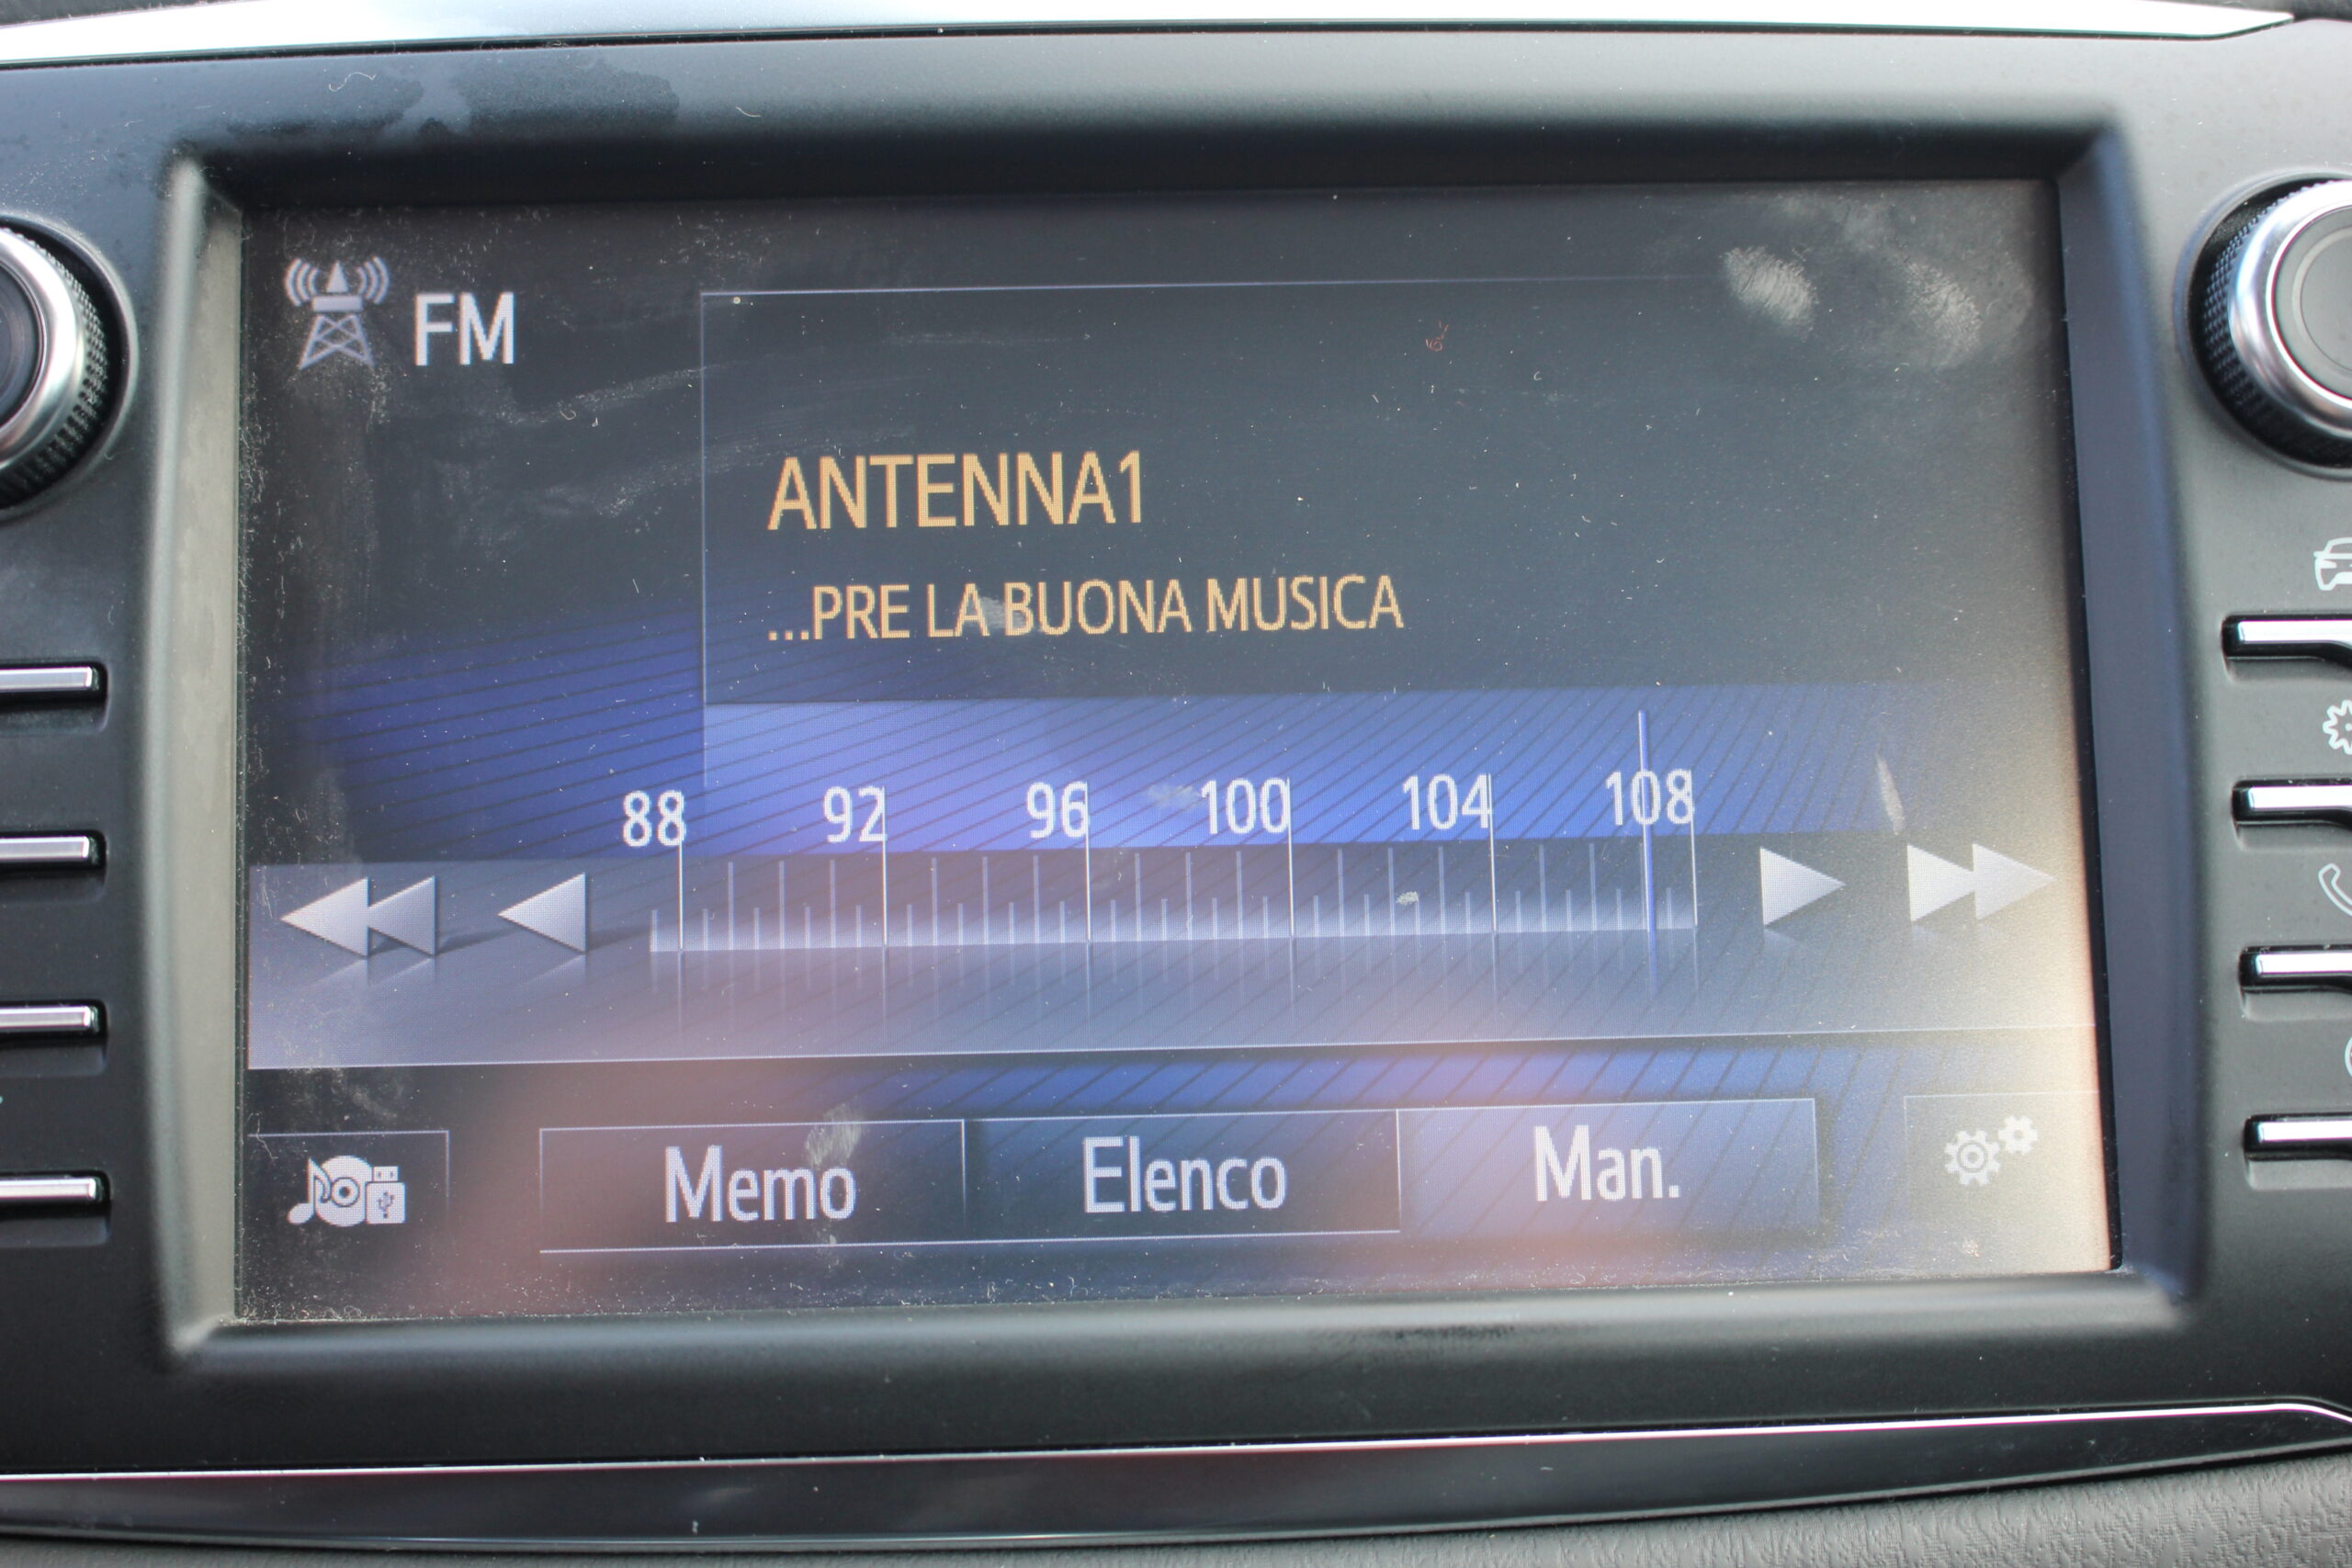 FM
ANTENNA1
...PRE LA BUONA MUSICA
88 92 96 100 104 108
Memo Elenco Man.